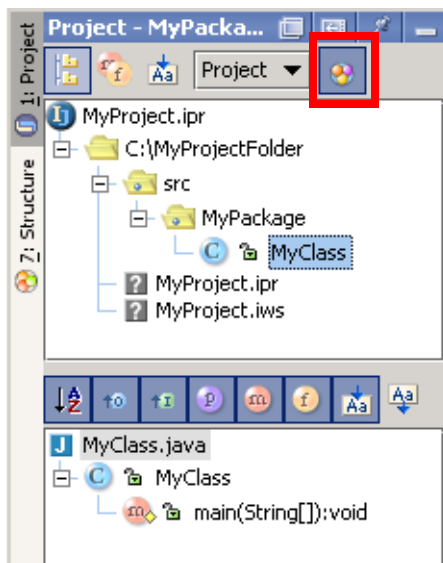 1: Project
7: Structure
Project - MyPacka...
Project
MyProject.ipr
C:\MyProjectFolder
src
MyPackage
C MyClass
? MyProject.ipr
? MyProject.iws
J MyClass.java
C MyClass
m main(String[]):void